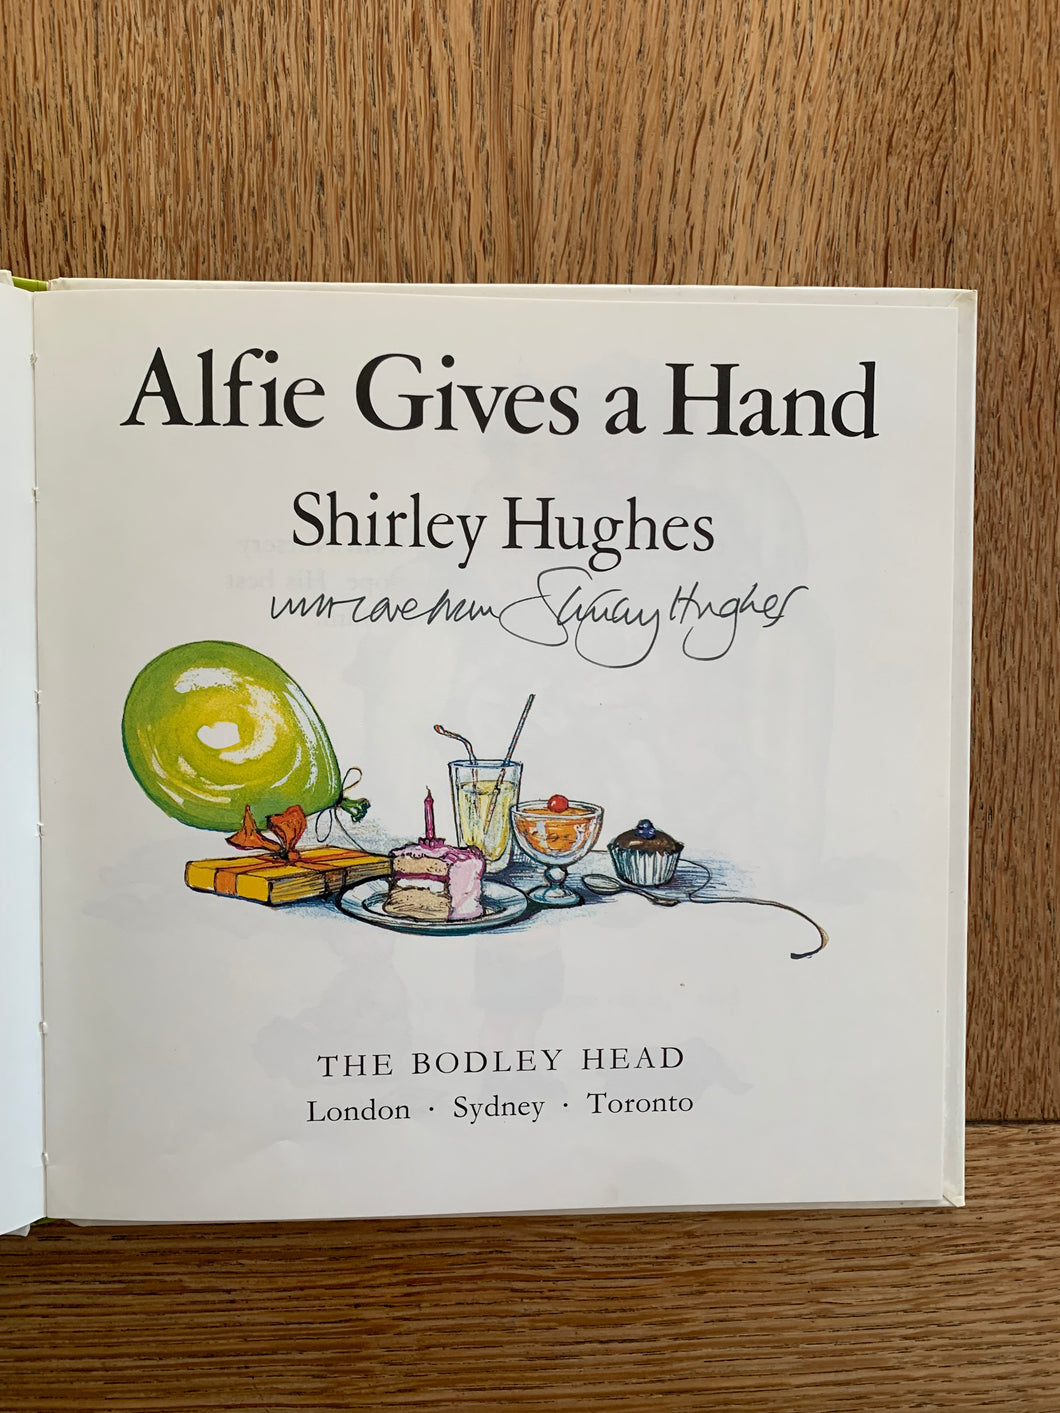 Alfie Gives a Hand
Shirley Hughes
with love from Shirley Hughes
THE BODLEY HEAD
London · Sydney · Toronto